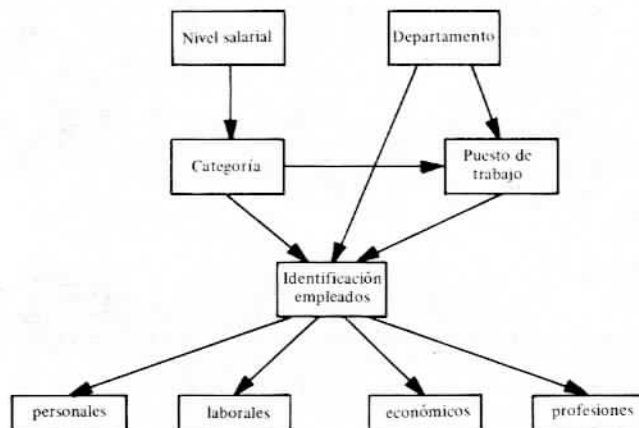 Nivel salarial
Departamento
Categoría
Puesto de
trabajo
Identificación
empleados
personales
laborales
económicos
profesiones